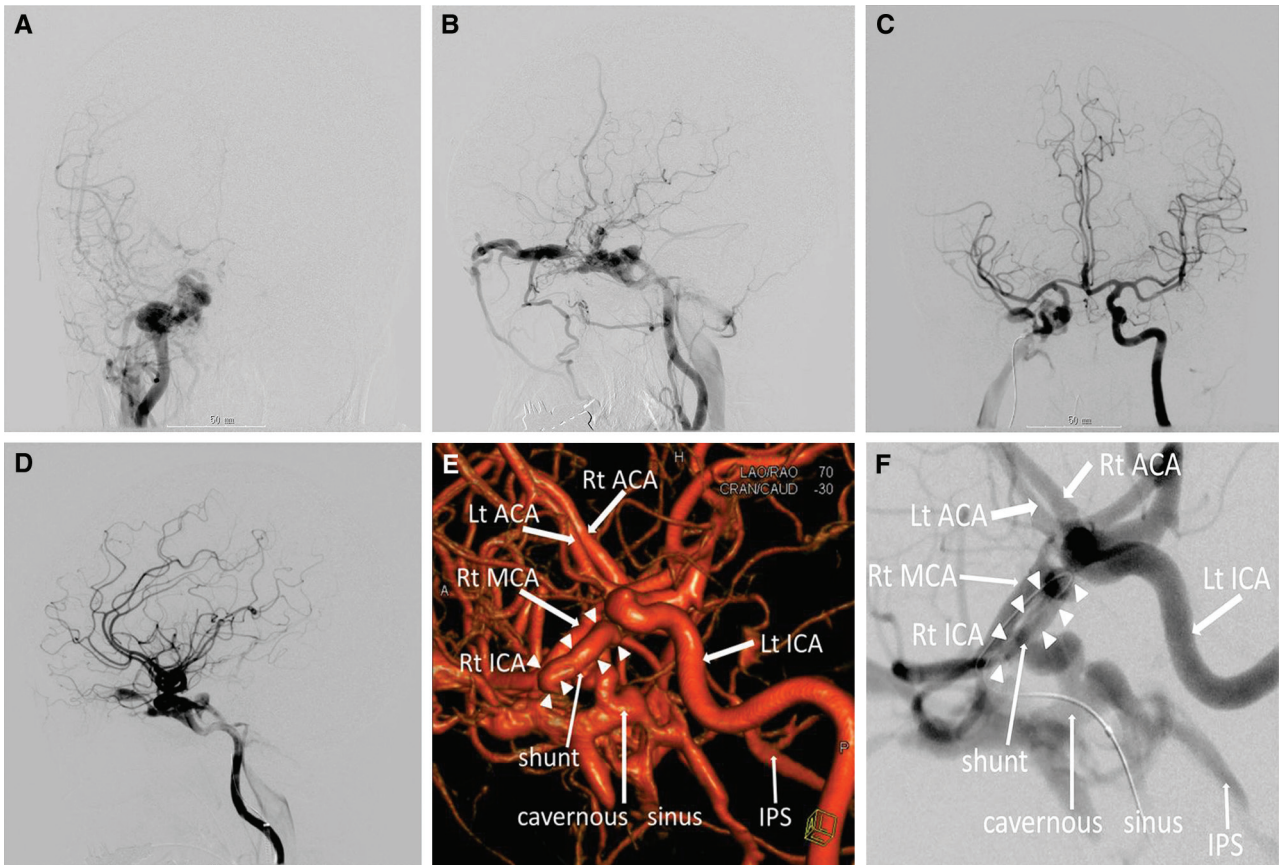 A
B
C
50 mm
50 mm
D
E
H
LAO/RAO 70
CRAN/CAUD -30
Rt ACA
Lt ACA
Rt MCA
A
Rt ICA
Lt ICA
P
shunt
cavernous sinus
IPS
F
Rt ACA
Lt ACA
Rt MCA
Lt ICA
Rt ICA
shunt
cavernous sinus
IPS